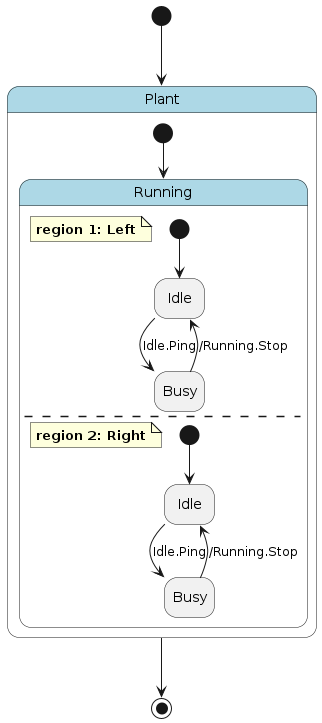 Plant
Running
region 1: Left
Idle
Idle.Ping /Running.Stop
Busy
region 2: Right
Idle
Idle.Ping /Running.Stop
Busy